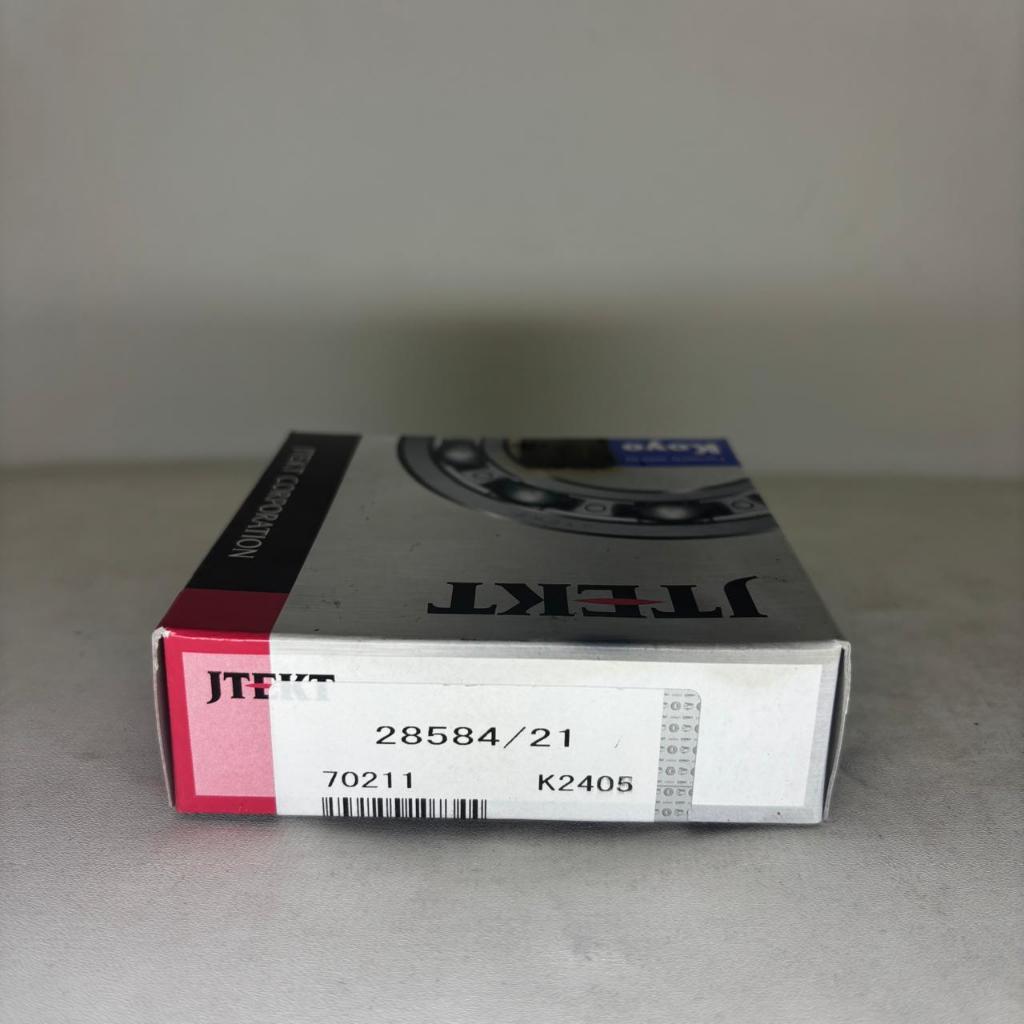 Koyo
JTEKT
JTEKT CORPORATION
JTEKT
28584/21
70211 K2405